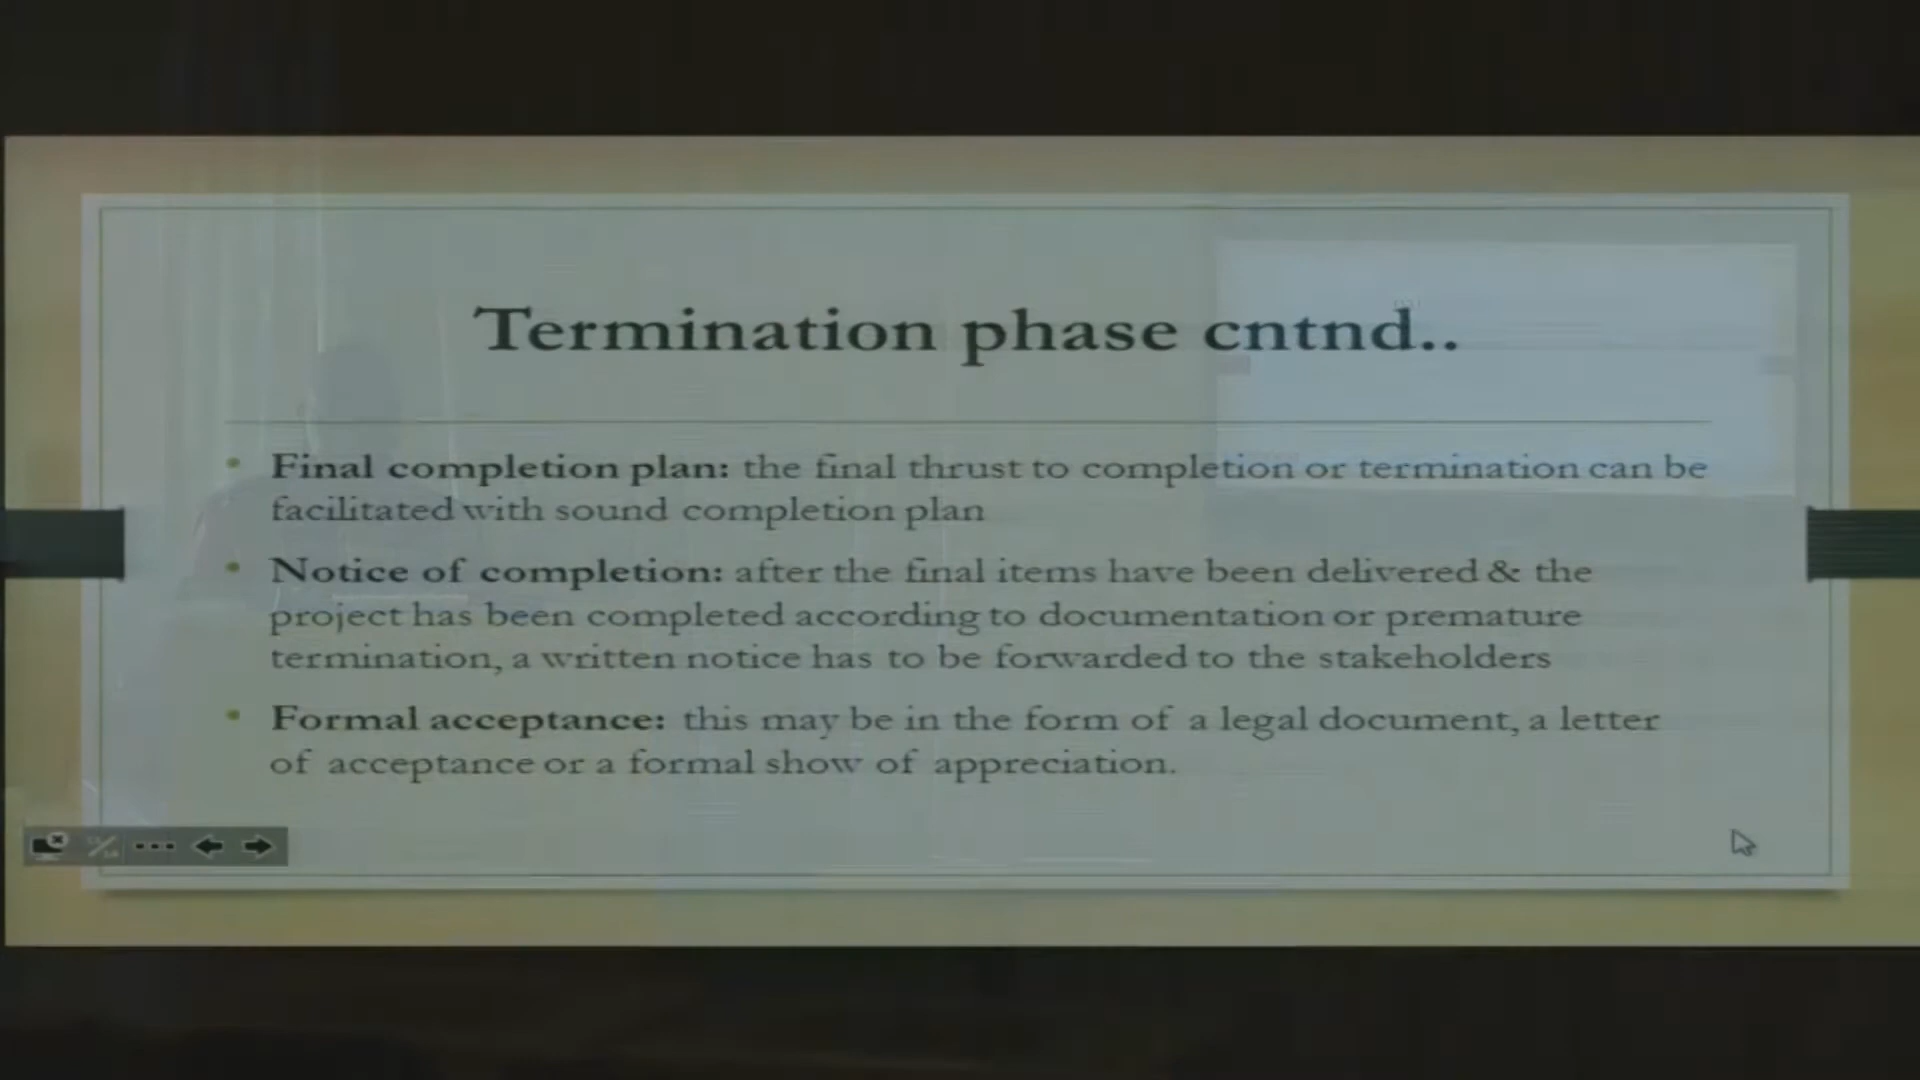 Termination phase cntnd..
Final completion plan: the final thrust to completion or termination can be
facilitated with sound completion plan
Notice of completion: after the final items have been delivered & the
project has been completed according to documentation or premature
termination, a written notice has to be forwarded to the stakeholders
Formal acceptance: this may be in the form of a legal document, a letter
of acceptance or a formal show of appreciation.